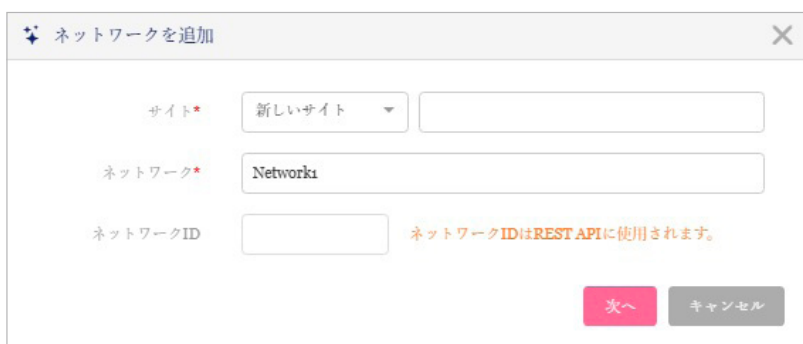 ネットワークを追加
サイト* 新しいサイト
ネットワーク* Network1
ネットワークID ネットワークIDはREST APIに使用されます。
次へ キャンセル